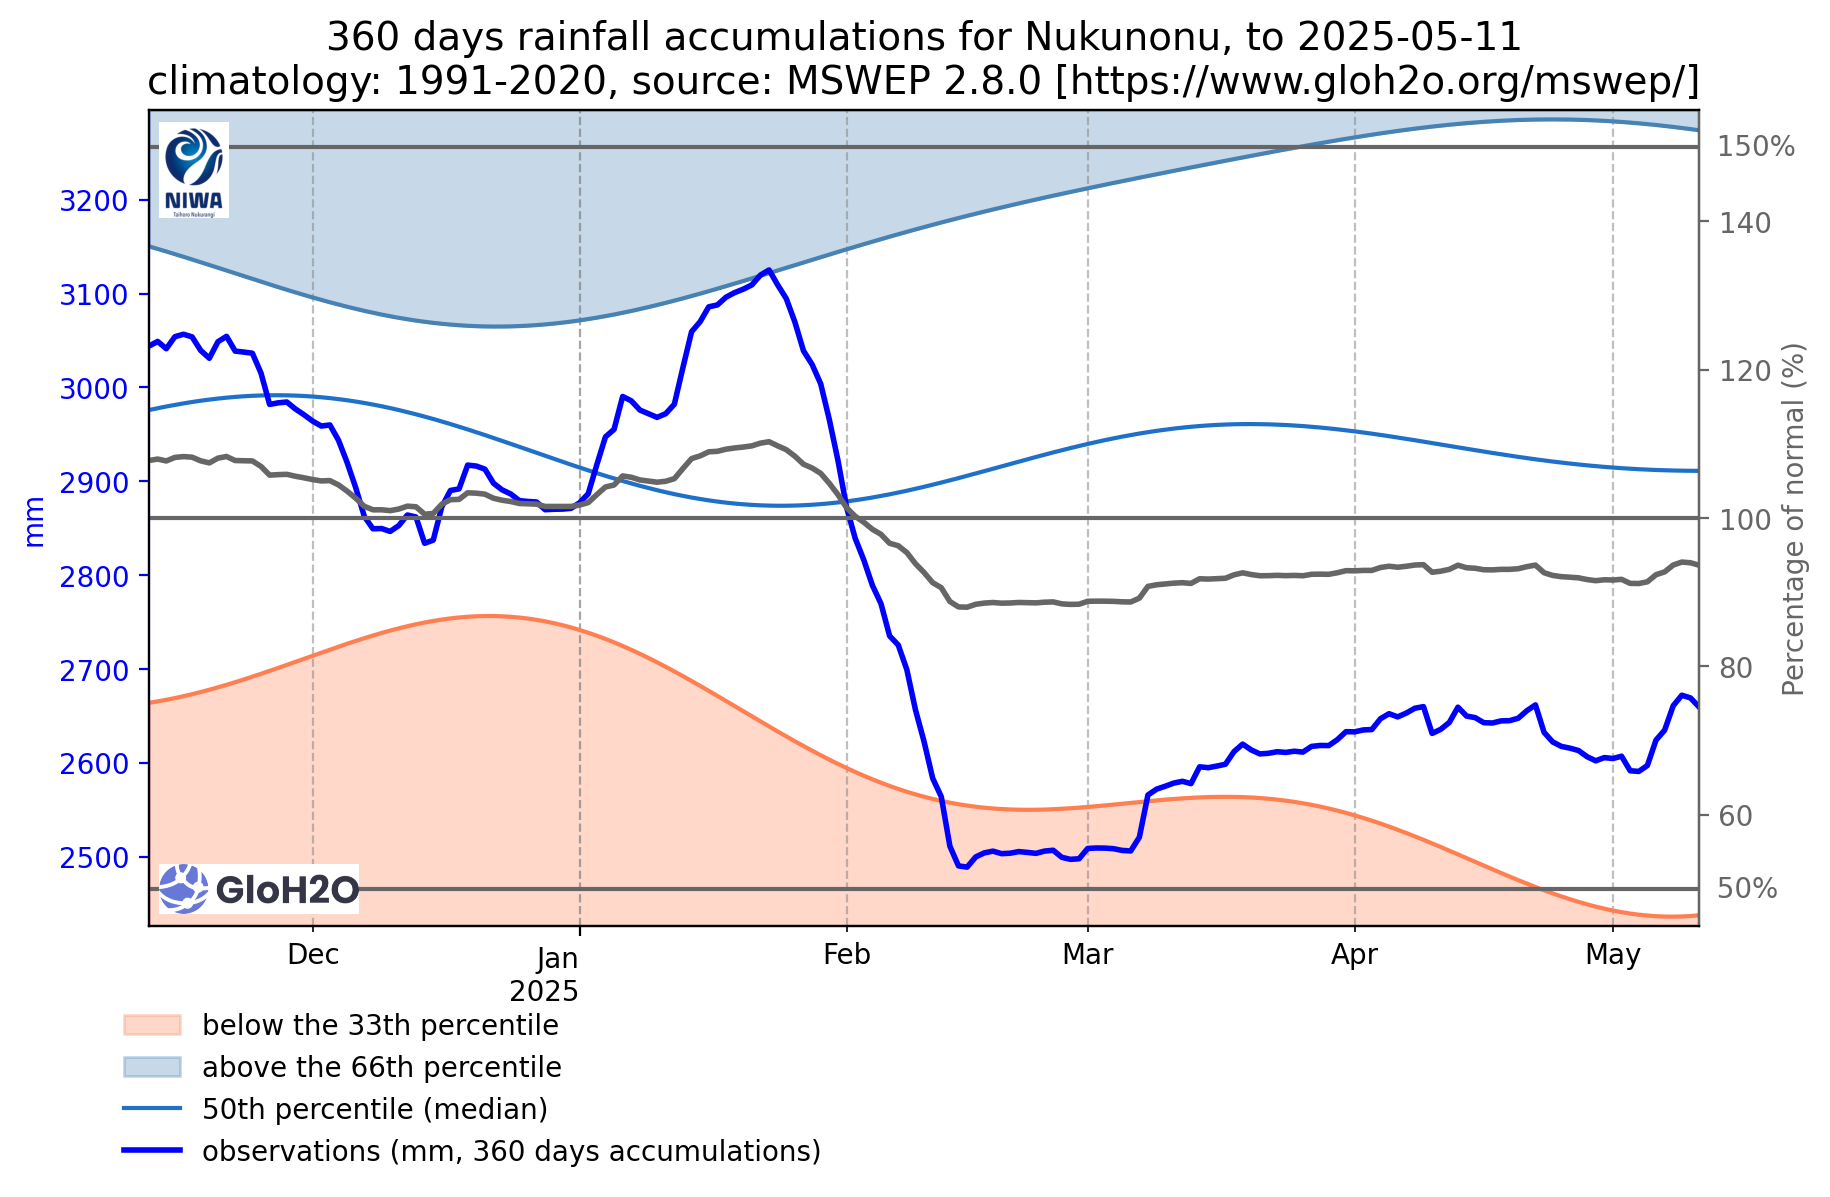 360 days rainfall accumulations for Nukunonu, to 2025-05-11
climatology: 1991-2020, source: MSWEP 2.8.0 [https://www.gloh2o.org/mswep/]
NIWA
Taihoro Nukurangi
3200
3100
3000
2900
2800
2700
2600
2500
mm
150%
140
120
100
80
60
50%
Percentage of normal (%)
GloH2O
Dec
Jan
2025
Feb
Mar
Apr
May
below the 33th percentile
above the 66th percentile
50th percentile (median)
observations (mm, 360 days accumulations)